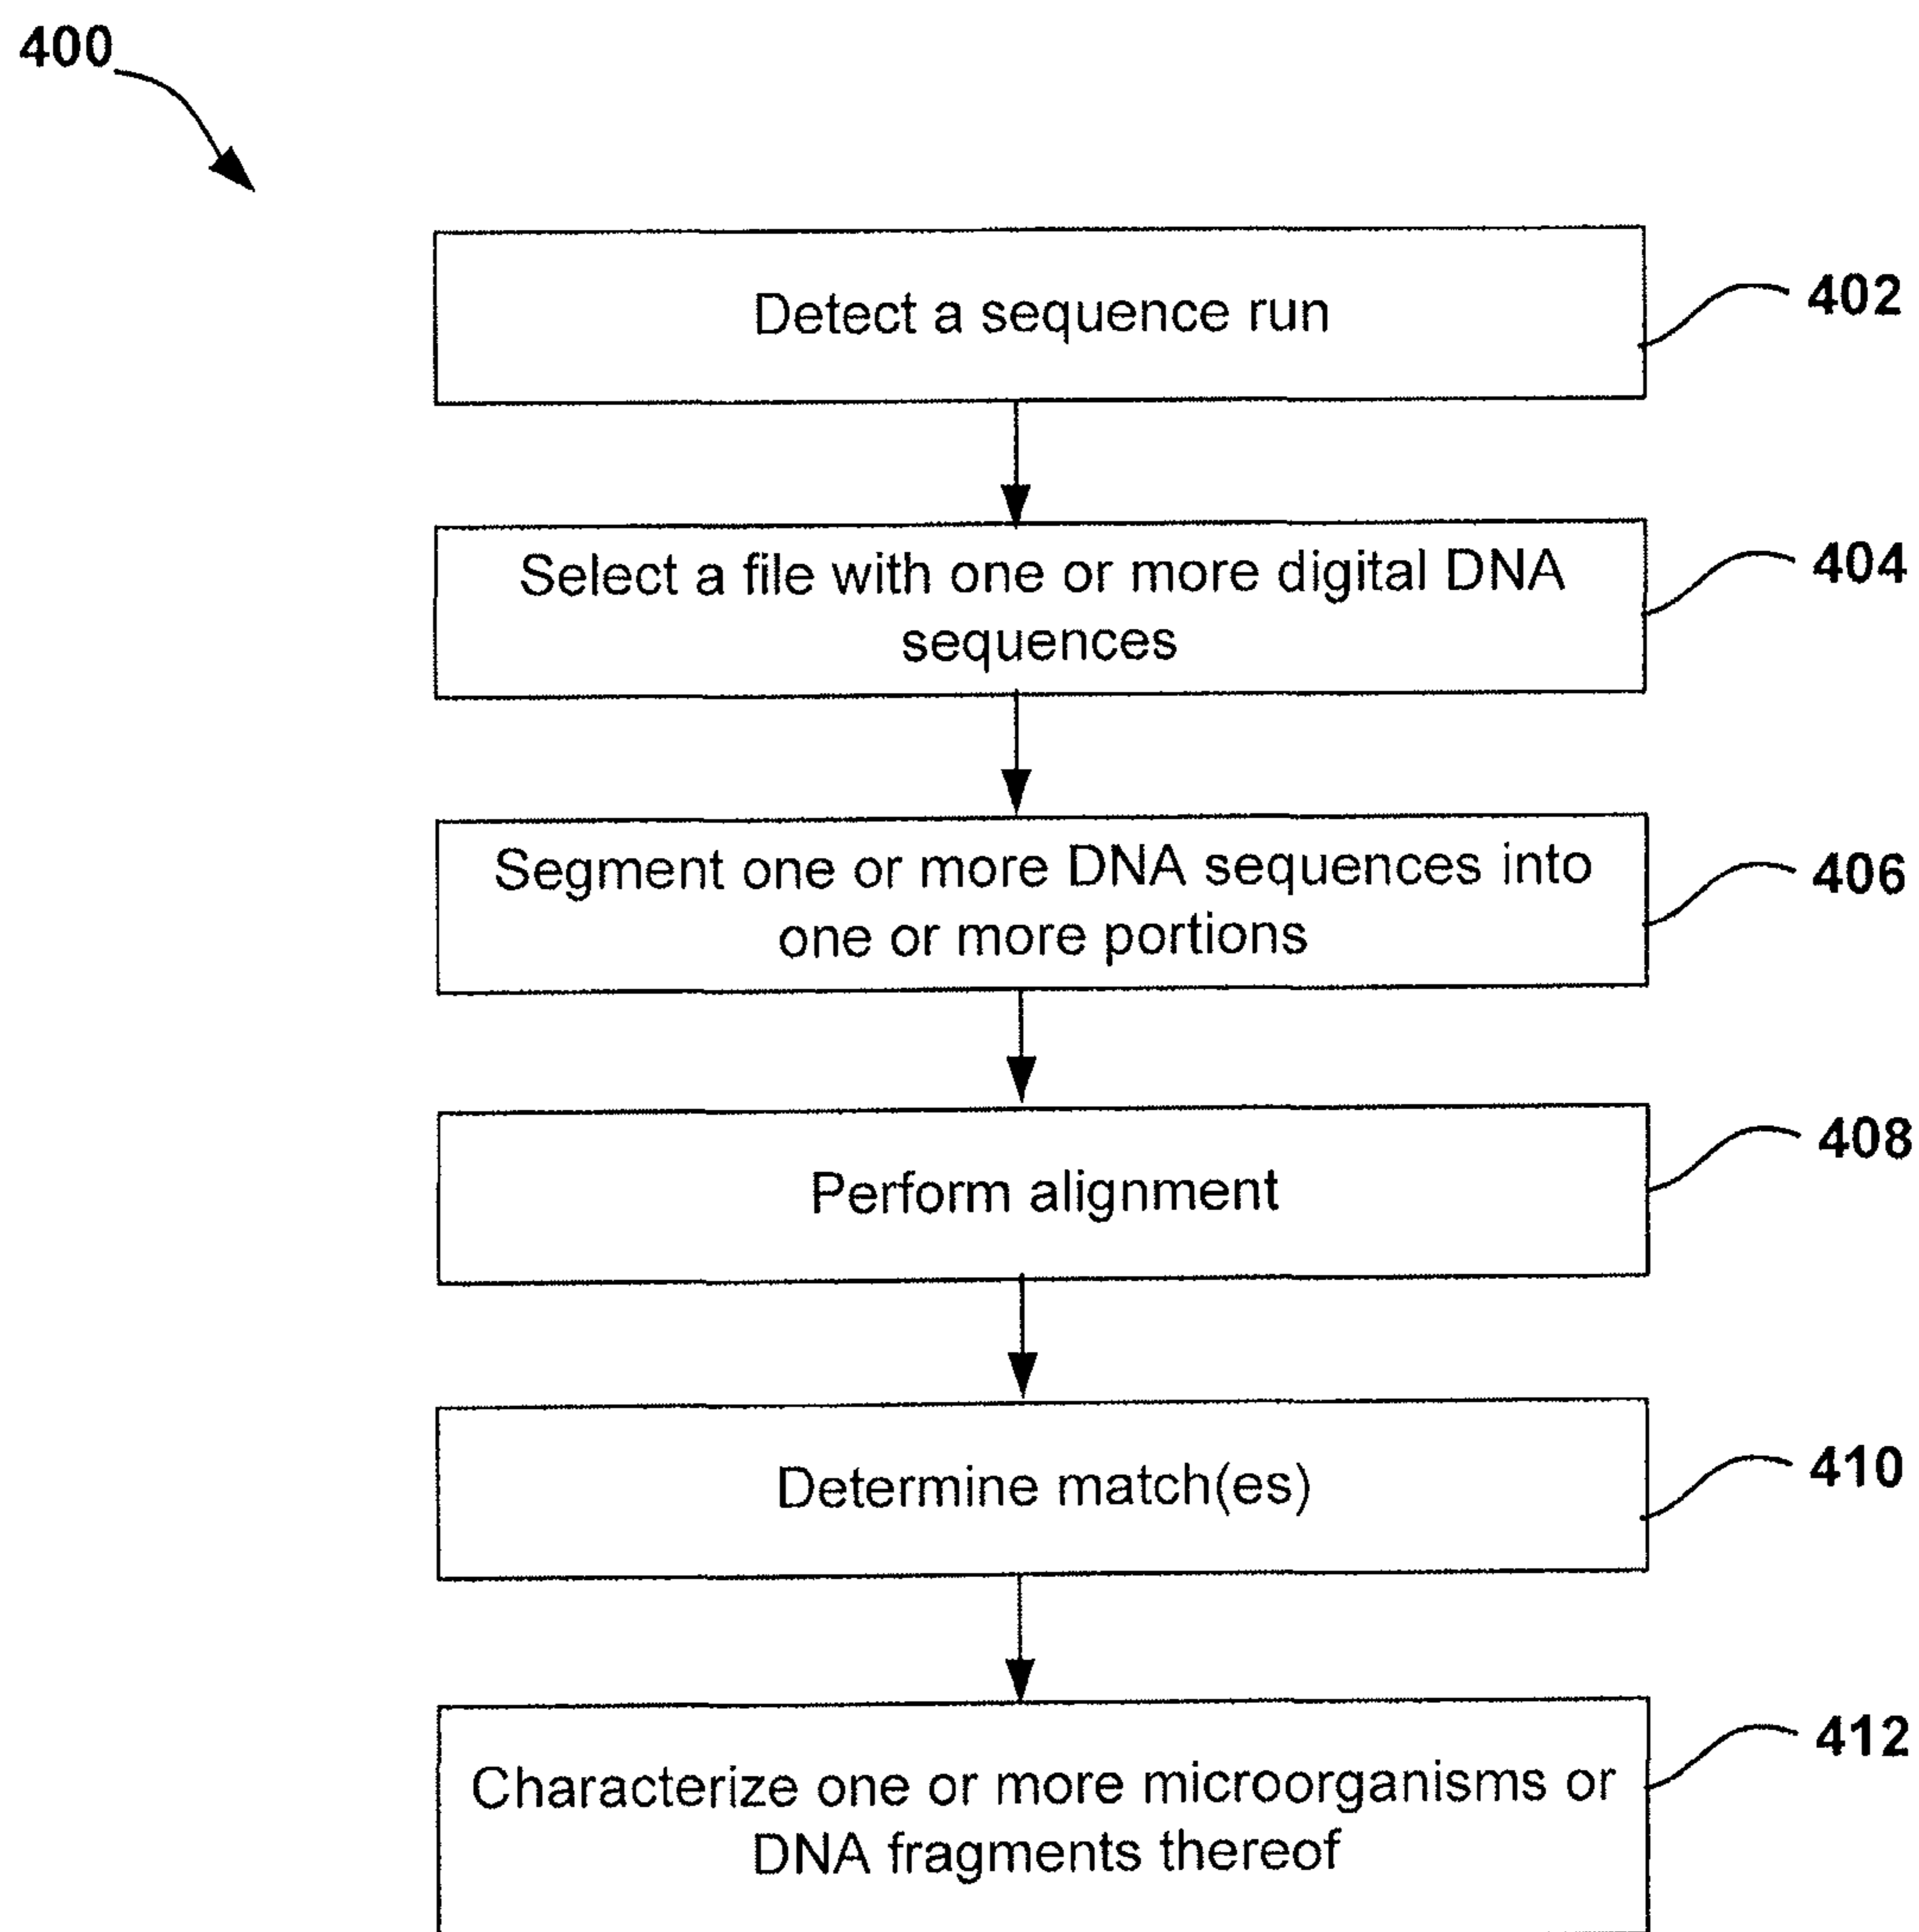 400
Detect a sequence run
402
Select a file with one or more digital DNA
sequences
404
Segment one or more DNA sequences into
one or more portions
406
Perform alignment
408
Determine match(es)
410
Characterize one or more microorganisms or
DNA fragments thereof
412